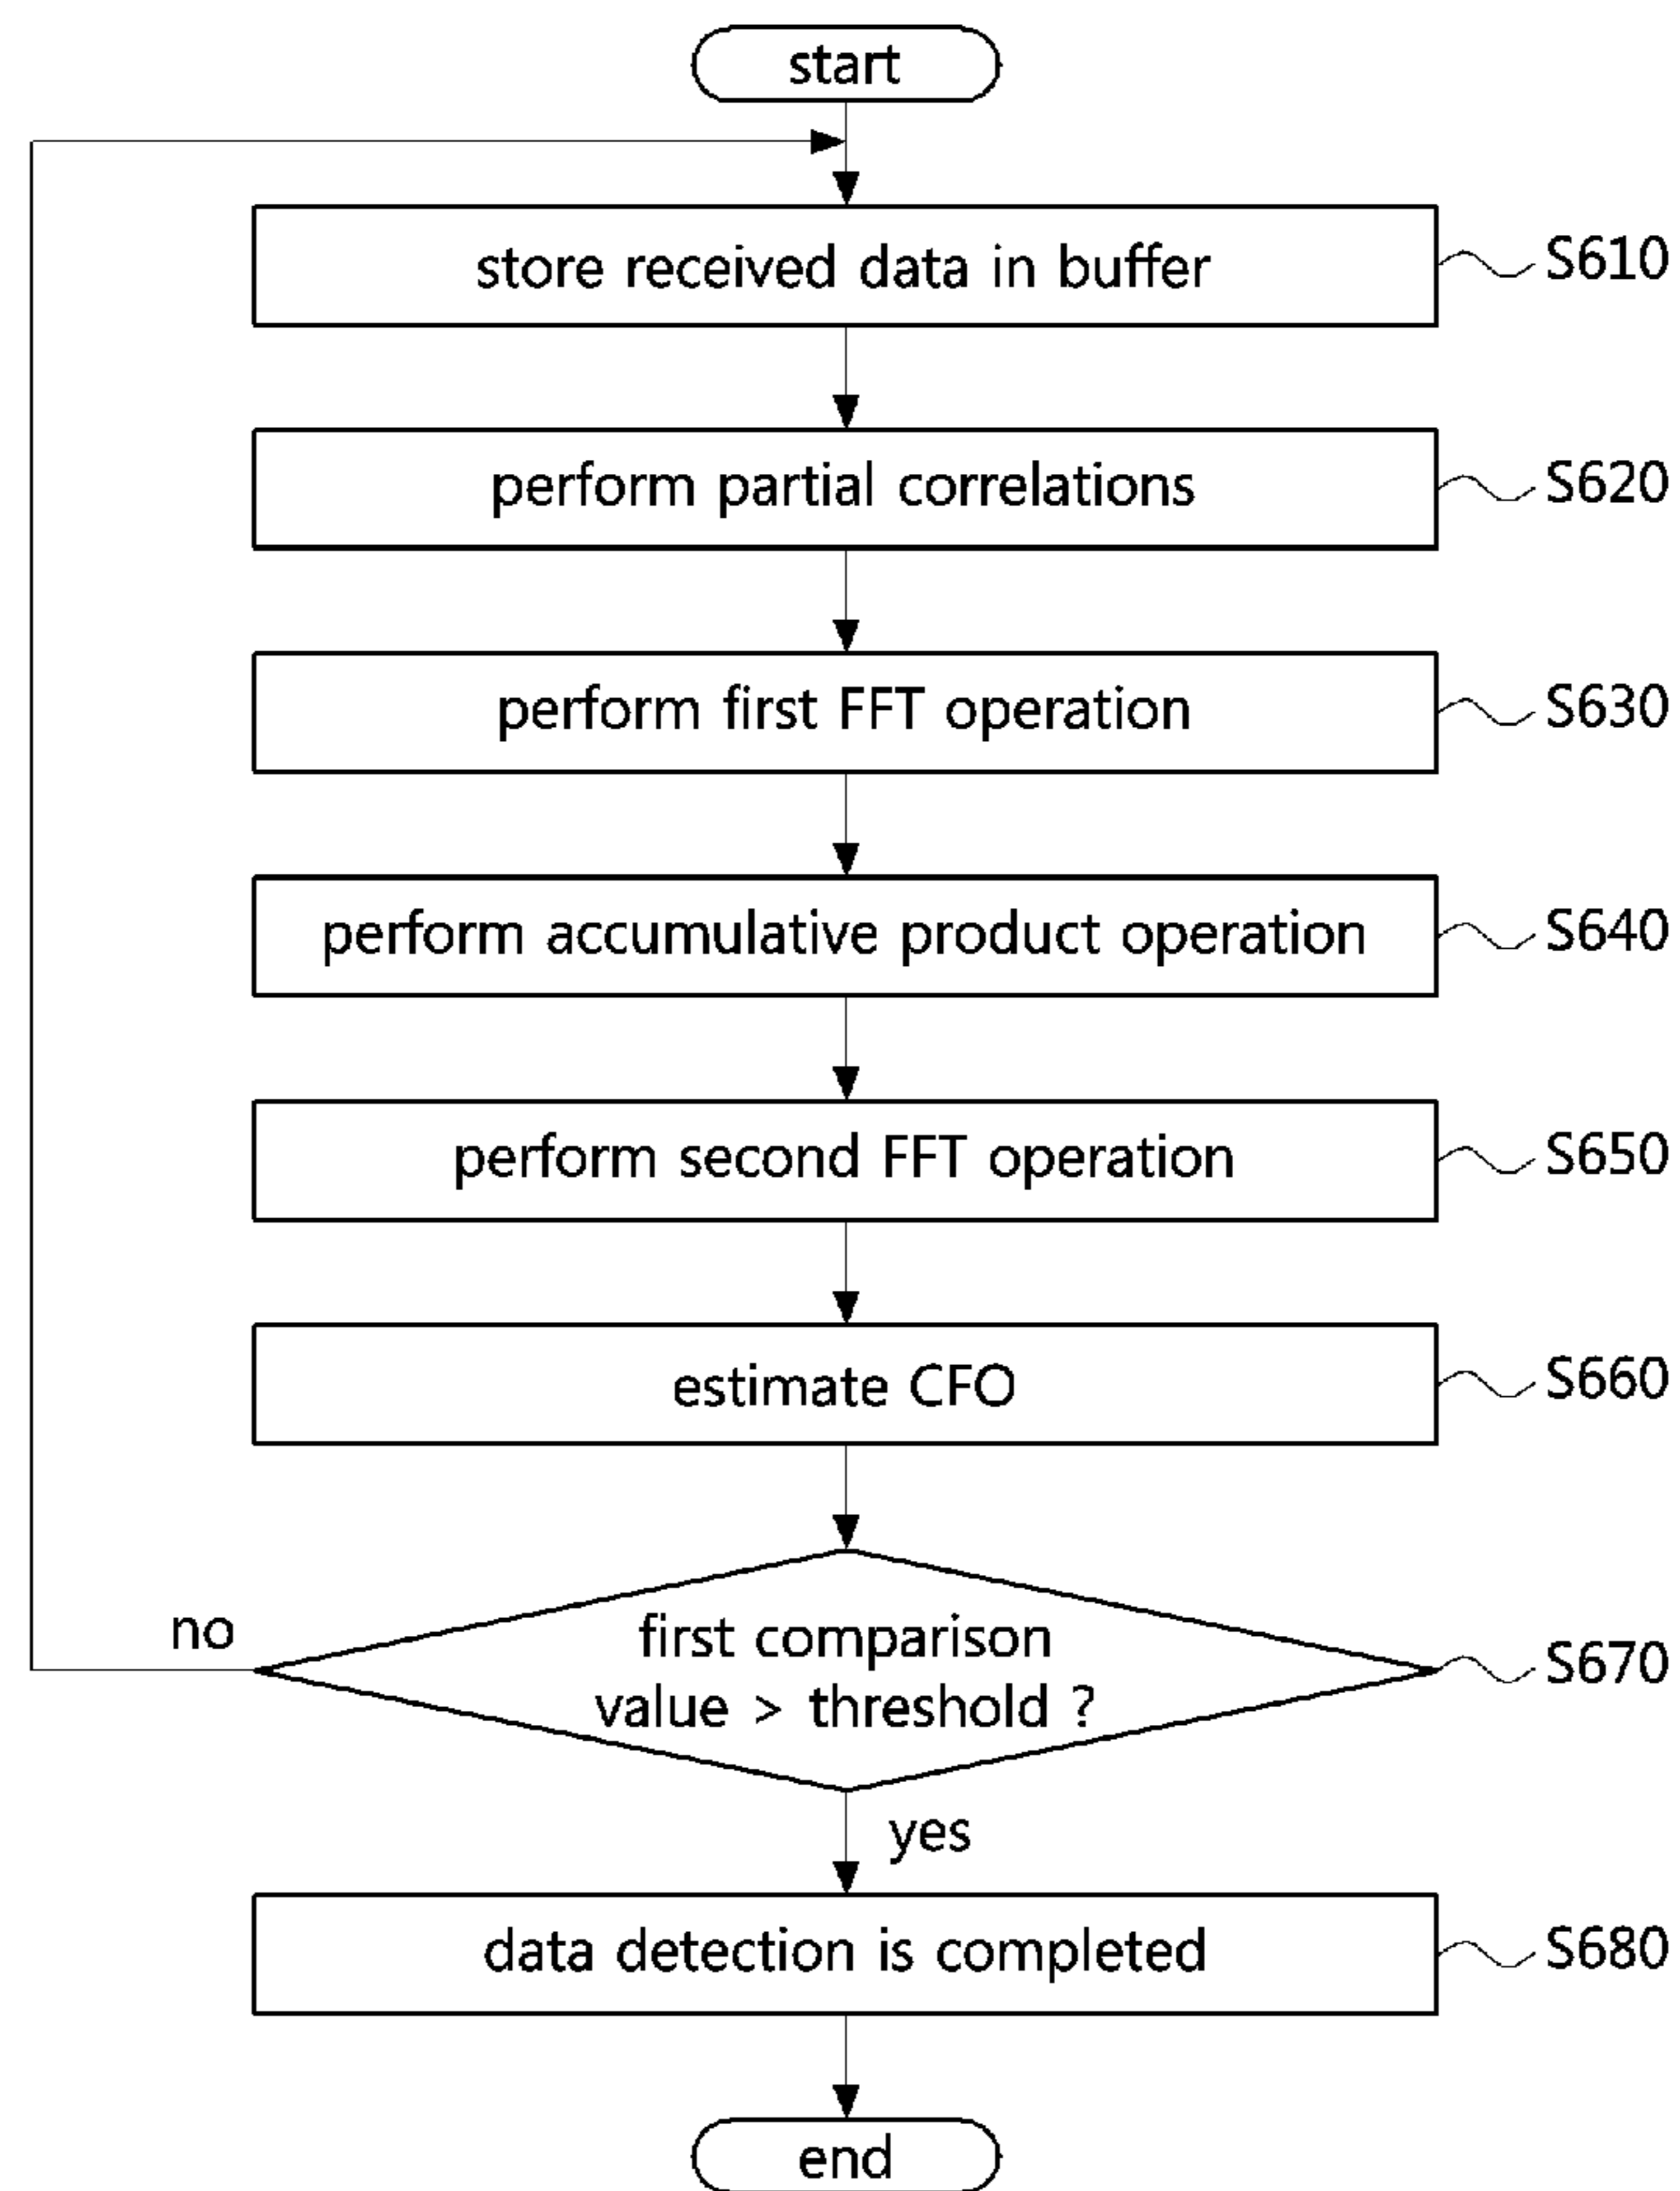 start
store received data in buffer
S610
perform partial correlations
S620
perform first FFT operation
S630
perform accumulative product operation
S640
perform second FFT operation
S650
estimate CFO
S660
no
first comparison
value > threshold ?
S670
yes
data detection is completed
S680
end